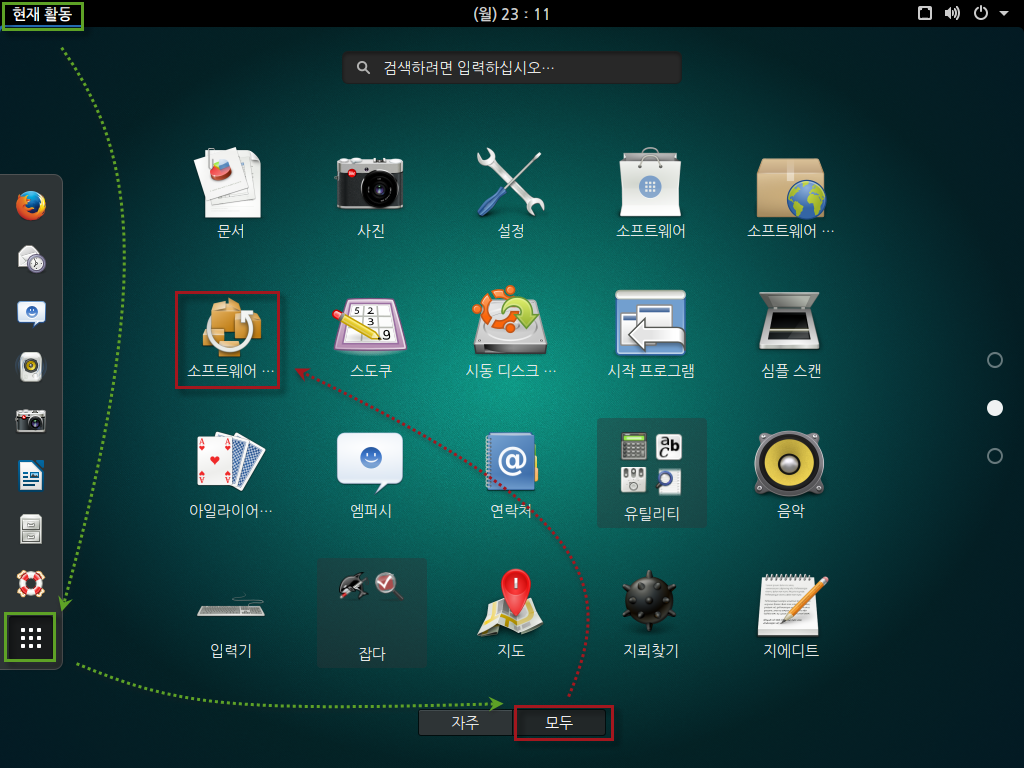 현재 활동
(월) 23 : 11
검색하려면 입력하십시오…
문서
사진
설정
소프트웨어
소프트웨어 …
소프트웨어 …
스도쿠
시동 디스크 …
시작 프로그램
심플 스캔
아일라이어…
엠퍼시
연락처
유틸리티
음악
입력기
잡다
지도
지뢰찾기
지에디트
자주
모두